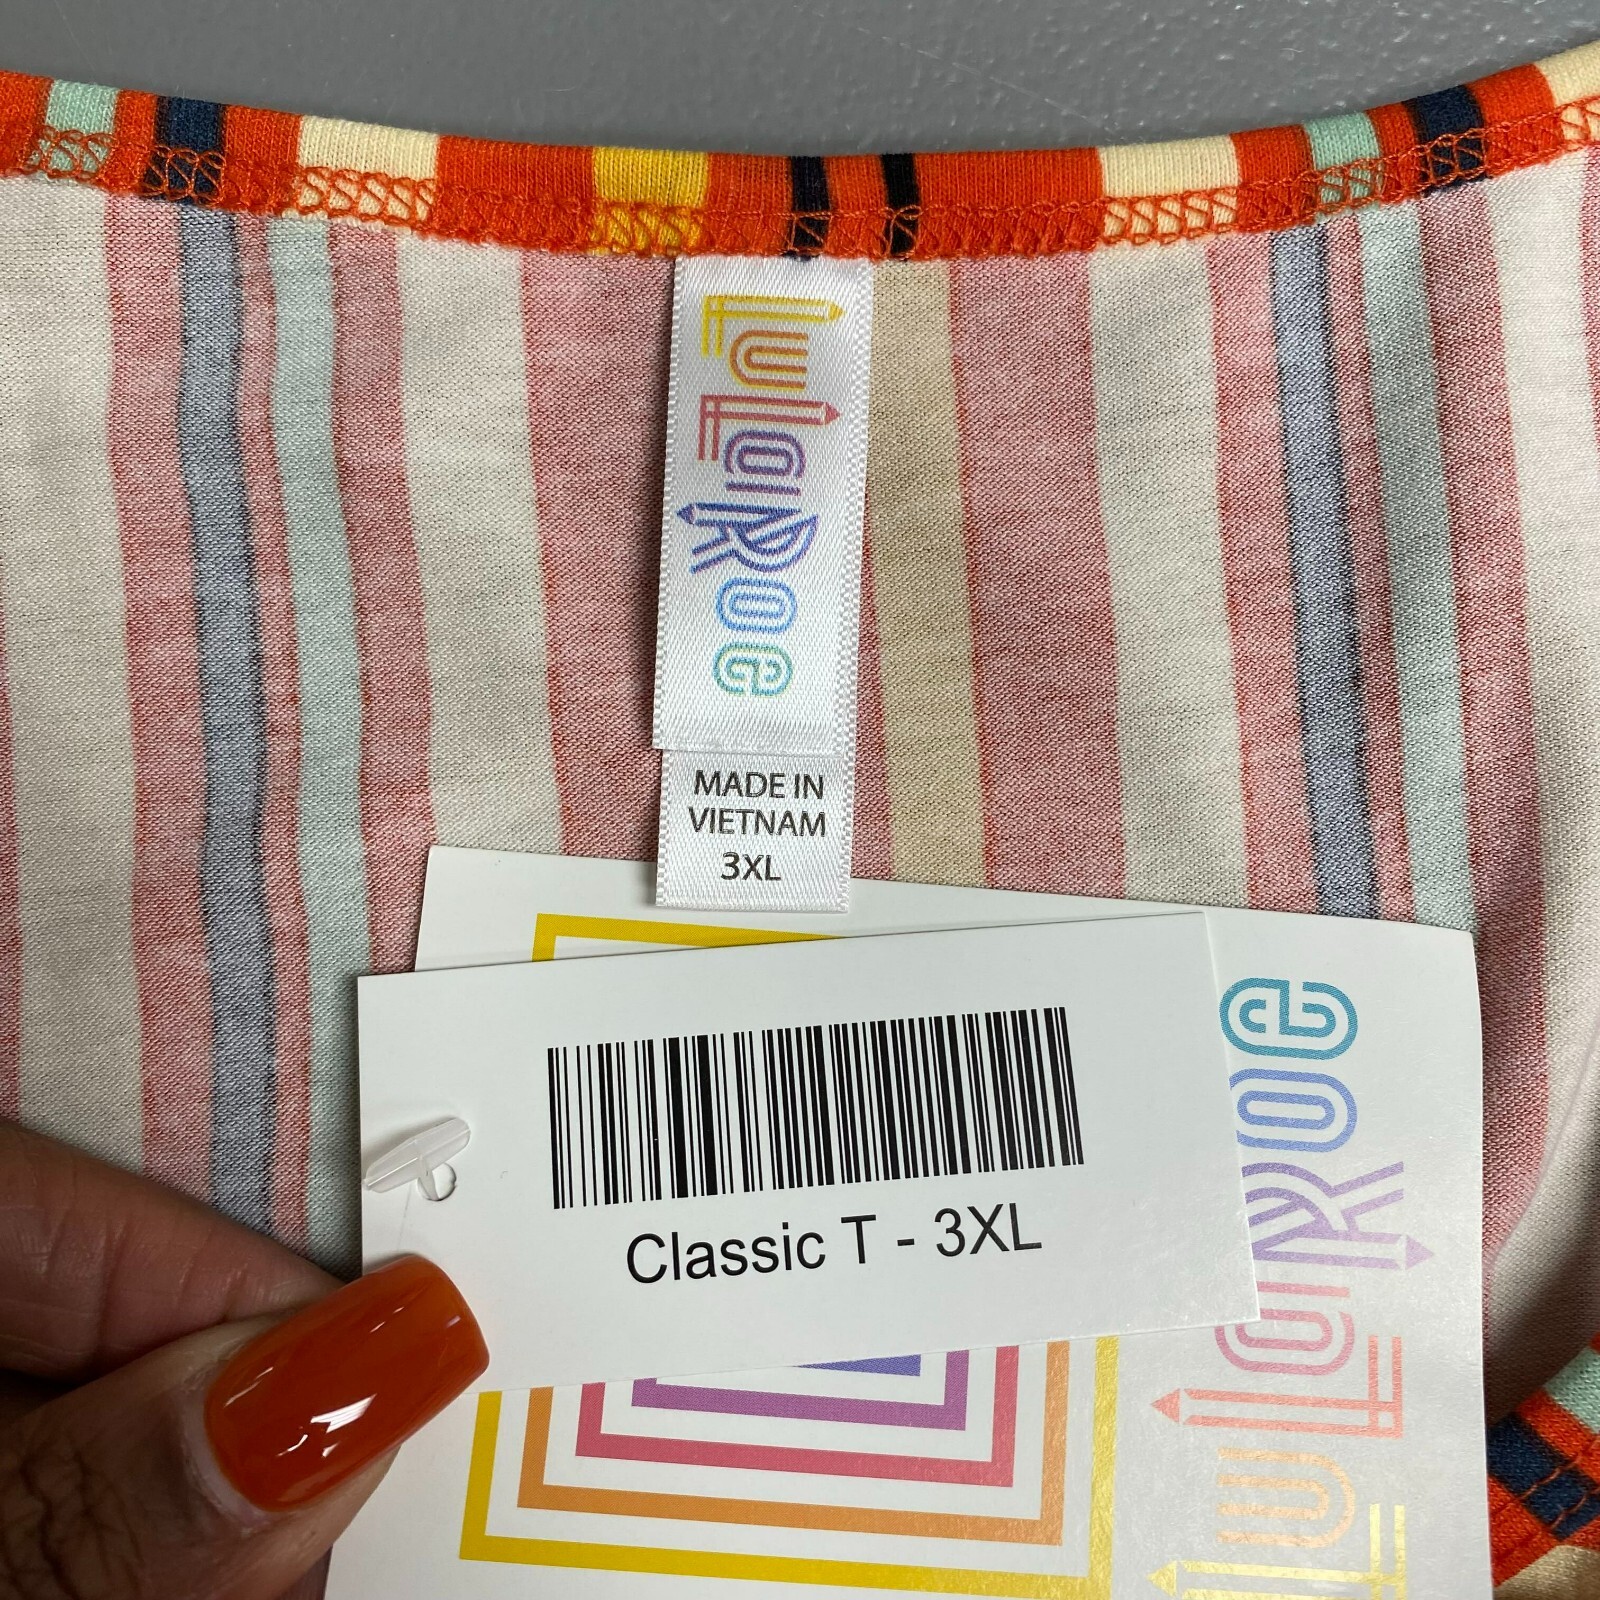 LuLaRoe
MADE IN
VIETNAM
3XL
Classic T - 3XL
LuLaRoe